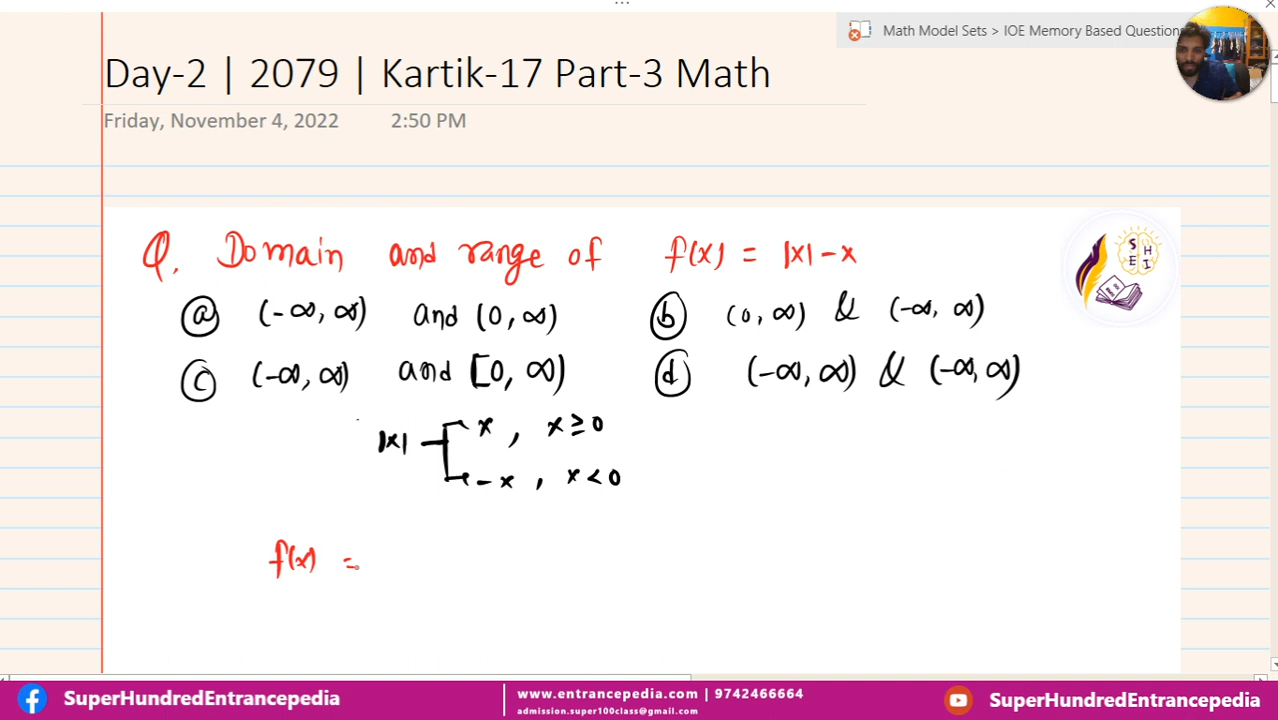 ...
Math Model Sets > IOE Memory Based Question
Day-2 | 2079 | Kartik-17 Part-3 Math
Friday, November 4, 2022 2:50 PM
Q. Domain and range of f(x) = |x| - x
(a) (-∞, ∞) and (0, ∞) (b) (0, ∞) & (-∞, ∞)
(c) (-∞, ∞) and [0, ∞) (d) (-∞, ∞) & (-∞, ∞)
|x| x , x ≥ 0
- x , x < 0
f(x) =
S H
E I
SuperHundredEntrancepedia
www.entrancepedia.com | 9742466664
admission.super100class@gmail.com
SuperHundredEntrancepedia